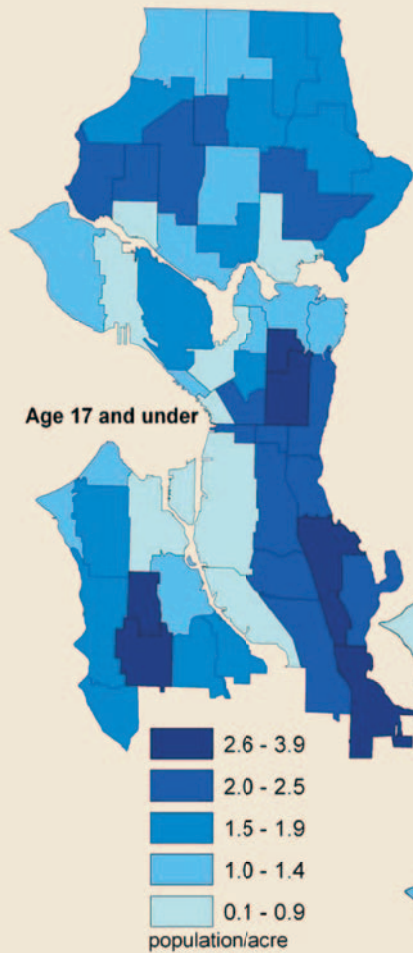 Age 17 and under
2.6 - 3.9
2.0 - 2.5
1.5 - 1.9
1.0 - 1.4
0.1 - 0.9
population/acre